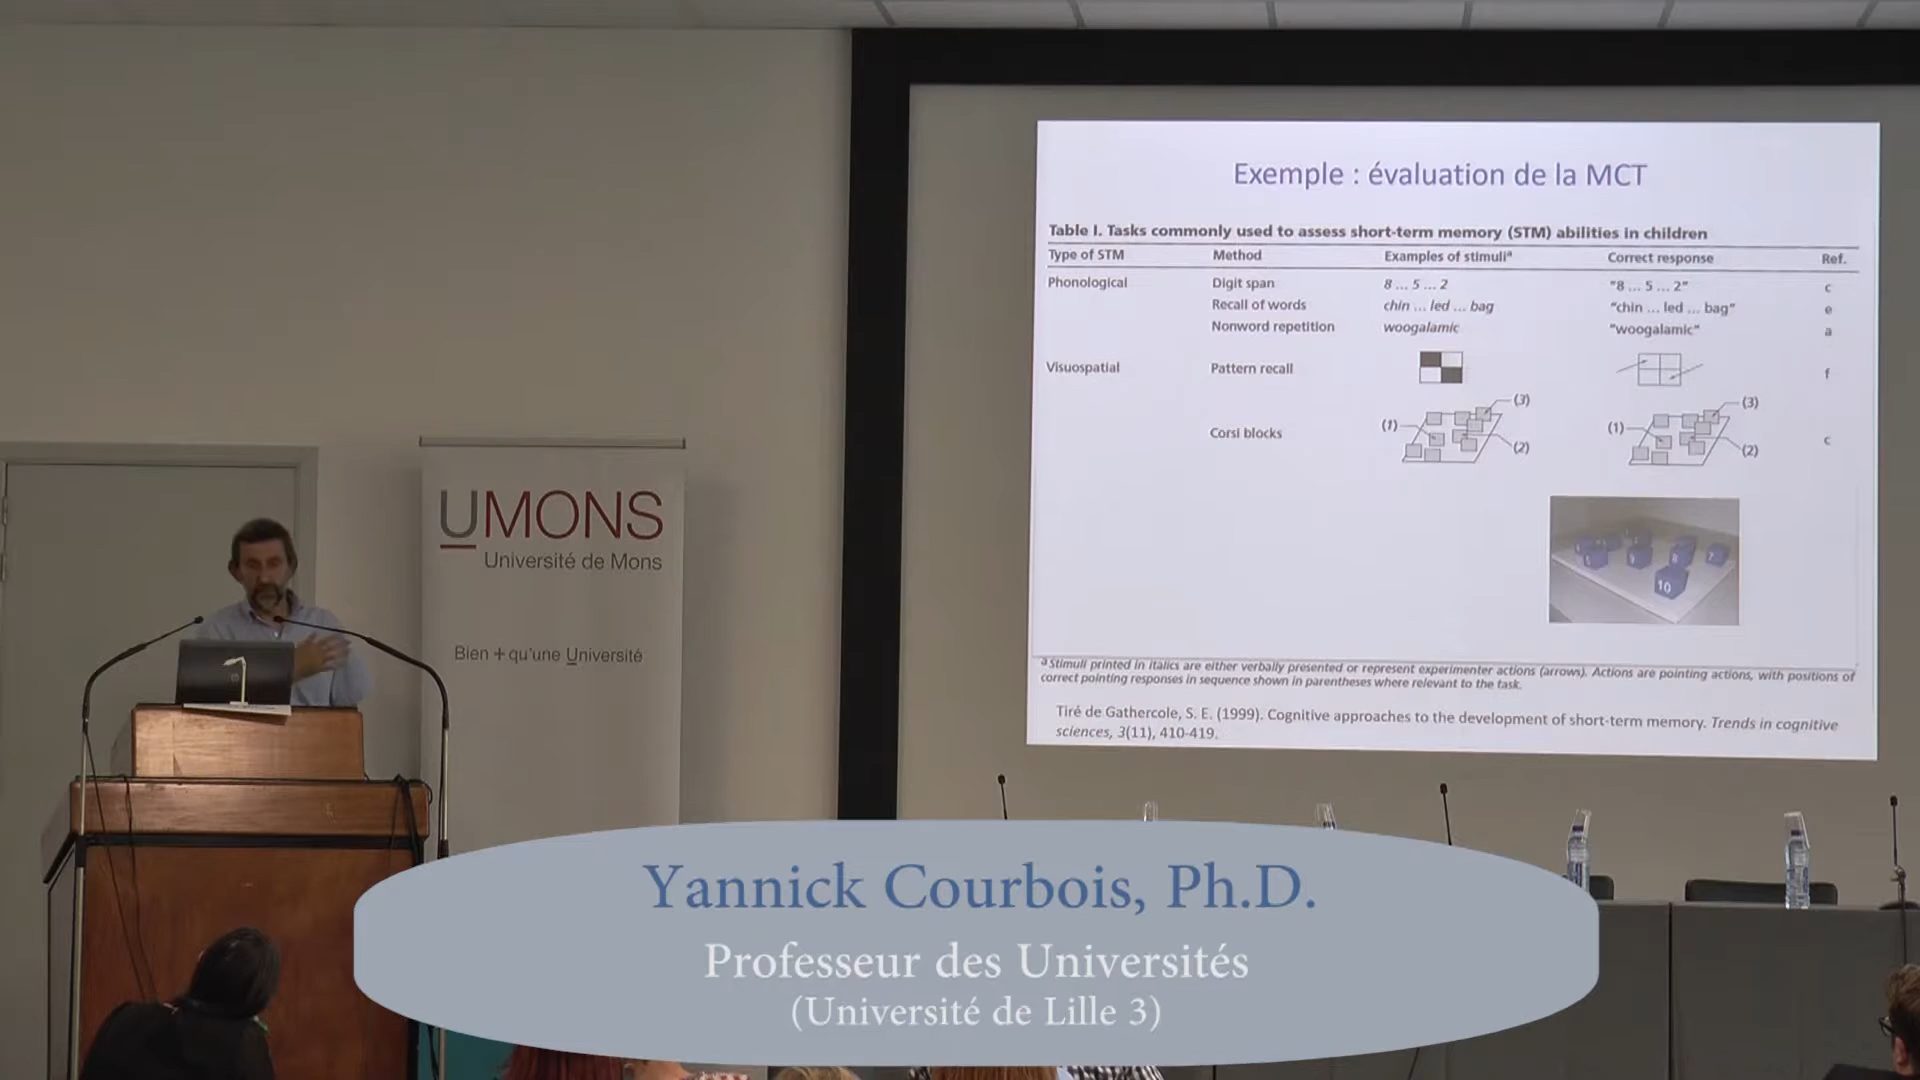 Exemple : évaluation de la MCT
Table I. Tasks commonly used to assess short-term memory (STM) abilities in children
Type of STM Method Examples of stimuliᵃ Correct response Ref.
Phonological Digit span 8 ... 5 ... 2 "8 ... 5 ... 2" c
Recall of words chin ... led ... bag "chin ... led ... bag" e
Nonword repetition woogalamic "woogalamic" a
Visuospatial Pattern recall f
(3) (3)
(1) (1)
Corsi blocks c
(2) (2)
10
ᵃStimuli printed in italics are either verbally presented or represent experimenter actions (arrows). Actions are pointing actions, with positions of
correct pointing responses in sequence shown in parentheses where relevant to the task.
Tiré de Gathercole, S. E. (1999). Cognitive approaches to the development of short-term memory. Trends in cognitive
sciences, 3(11), 410-419.
UMONS
Université de Mons
Bien + qu'une Université
Yannick Courbois, Ph.D.
Professeur des Universités
(Université de Lille 3)